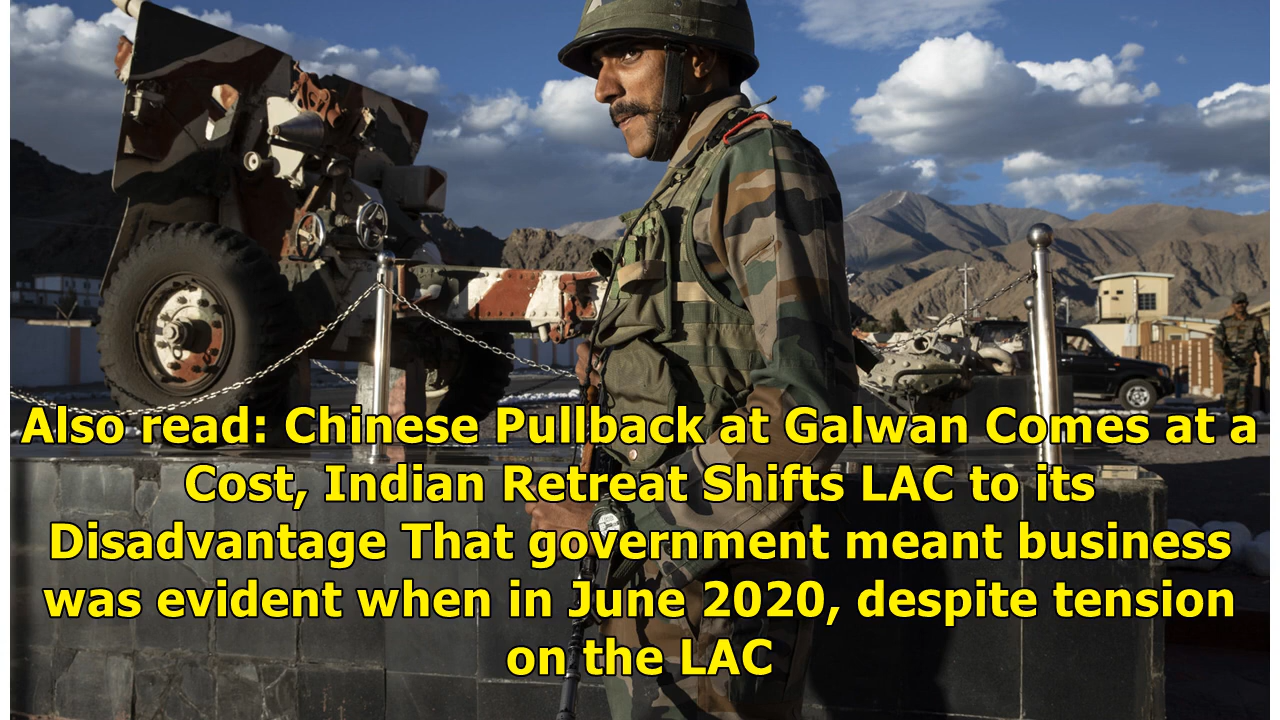 Also read: Chinese Pullback at Galwan Comes at a
Cost, Indian Retreat Shifts LAC to its
Disadvantage That government meant business
was evident when in June 2020, despite tension
on the LAC